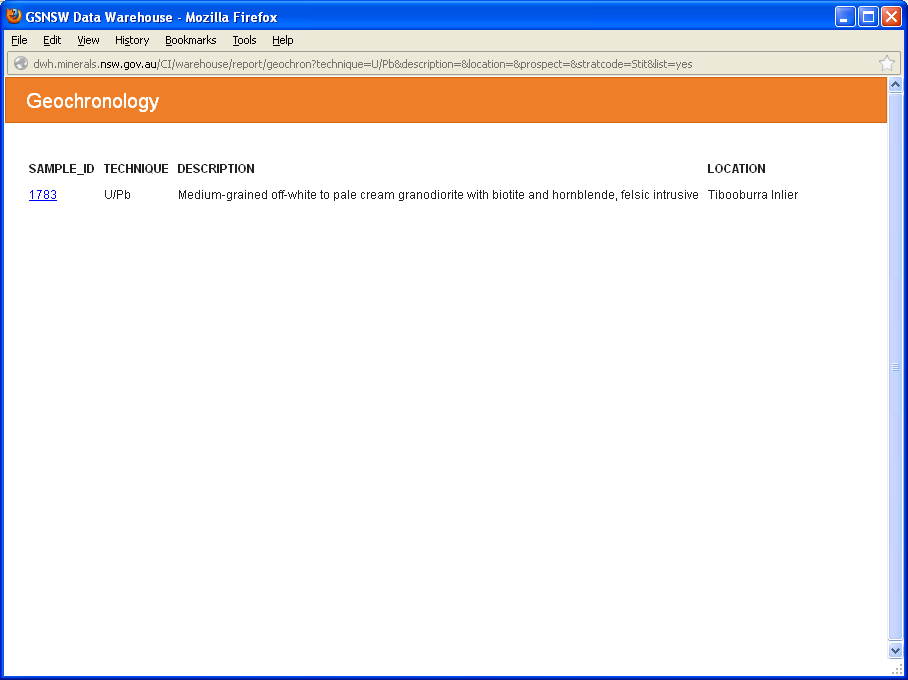 GSNSW Data Warehouse - Mozilla Firefox
File Edit View History Bookmarks Tools Help
dwh.minerals.nsw.gov.au/CI/warehouse/report/geochron?technique=U/Pb&description=&location=&prospect=&stratcode=Stit&list=yes
Geochronology
SAMPLE_ID TECHNIQUE DESCRIPTION LOCATION
1783 U/Pb Medium-grained off-white to pale cream granodiorite with biotite and hornblende, felsic intrusive Tibooburra Inlier